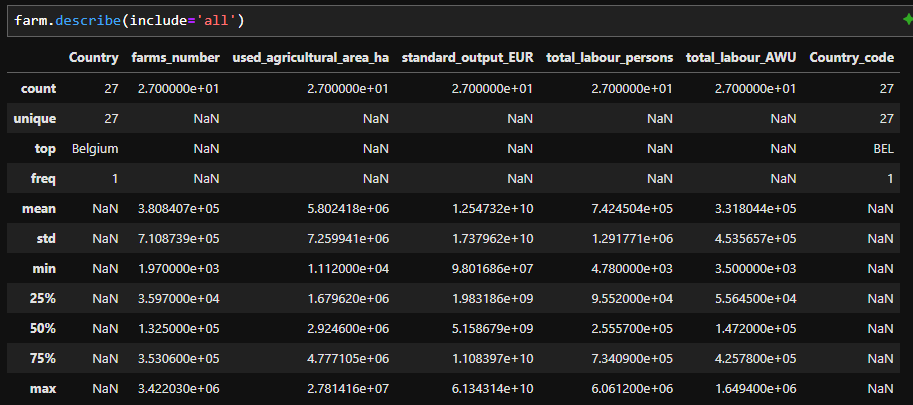 farm.describe(include='all')
Country farms_number used_agricultural_area_ha standard_output_EUR total_labour_persons total_labour_AWU Country_code
count 27 2.700000e+01 2.700000e+01 2.700000e+01 2.700000e+01 2.700000e+01 27
unique 27 NaN NaN NaN NaN NaN 27
top Belgium NaN NaN NaN NaN NaN BEL
freq 1 NaN NaN NaN NaN NaN 1
mean NaN 3.808407e+05 5.802418e+06 1.254732e+10 7.424504e+05 3.318044e+05 NaN
std NaN 7.108739e+05 7.259941e+06 1.737962e+10 1.291771e+06 4.535657e+05 NaN
min NaN 1.970000e+03 1.112000e+04 9.801686e+07 4.780000e+03 3.500000e+03 NaN
25% NaN 3.597000e+04 1.679620e+06 1.983186e+09 9.552000e+04 5.564500e+04 NaN
50% NaN 1.325000e+05 2.924600e+06 5.158679e+09 2.555700e+05 1.472000e+05 NaN
75% NaN 3.530600e+05 4.777105e+06 1.108397e+10 7.340900e+05 4.257800e+05 NaN
max NaN 3.422030e+06 2.781416e+07 6.134314e+10 6.061200e+06 1.649400e+06 NaN